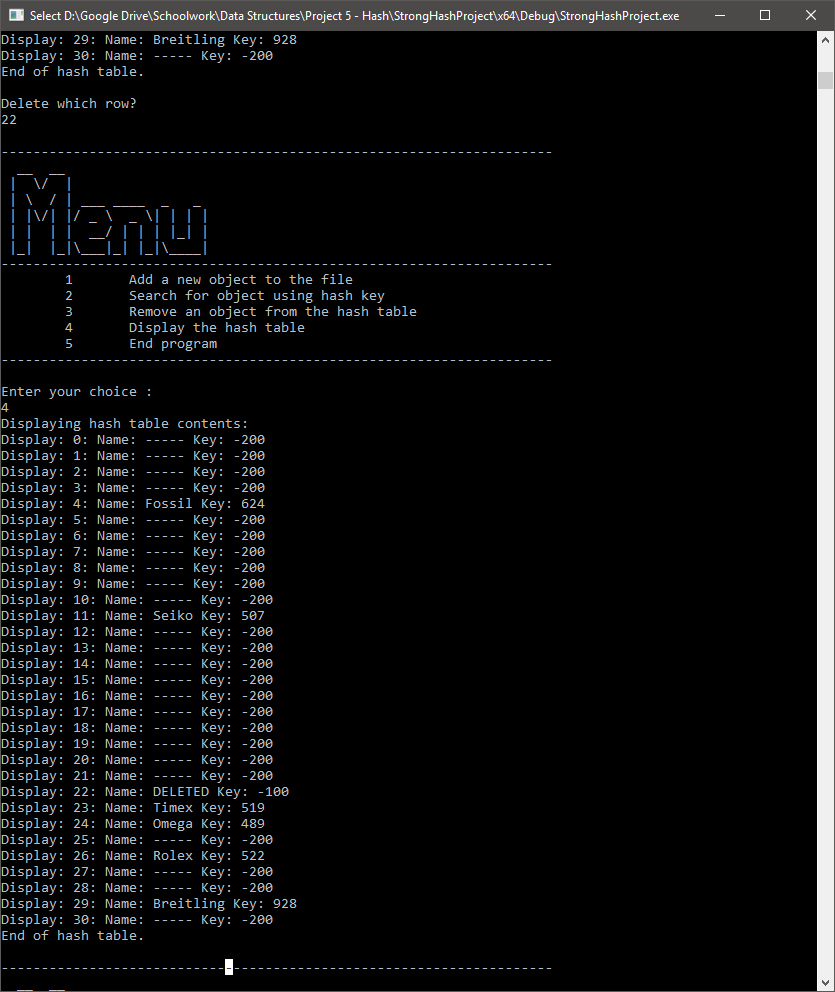 Select D:\Google Drive\Schoolwork\Data Structures\Project 5 - Hash\StrongHashProject\x64\Debug\StrongHashProject.exe
Display: 29: Name: Breitling Key: 928
Display: 30: Name: ----- Key: -200
End of hash table.
Delete which row?
22
---------------------------------------------------------------------
Menu
---------------------------------------------------------------------
1 Add a new object to the file
2 Search for object using hash key
3 Remove an object from the hash table
4 Display the hash table
5 End program
---------------------------------------------------------------------
Enter your choice :
4
Displaying hash table contents:
Display: 0: Name: ----- Key: -200
Display: 1: Name: ----- Key: -200
Display: 2: Name: ----- Key: -200
Display: 3: Name: ----- Key: -200
Display: 4: Name: Fossil Key: 624
Display: 5: Name: ----- Key: -200
Display: 6: Name: ----- Key: -200
Display: 7: Name: ----- Key: -200
Display: 8: Name: ----- Key: -200
Display: 9: Name: ----- Key: -200
Display: 10: Name: ----- Key: -200
Display: 11: Name: Seiko Key: 507
Display: 12: Name: ----- Key: -200
Display: 13: Name: ----- Key: -200
Display: 14: Name: ----- Key: -200
Display: 15: Name: ----- Key: -200
Display: 16: Name: ----- Key: -200
Display: 17: Name: ----- Key: -200
Display: 18: Name: ----- Key: -200
Display: 19: Name: ----- Key: -200
Display: 20: Name: ----- Key: -200
Display: 21: Name: ----- Key: -200
Display: 22: Name: DELETED Key: -100
Display: 23: Name: Timex Key: 519
Display: 24: Name: Omega Key: 489
Display: 25: Name: ----- Key: -200
Display: 26: Name: Rolex Key: 522
Display: 27: Name: ----- Key: -200
Display: 28: Name: ----- Key: -200
Display: 29: Name: Breitling Key: 928
Display: 30: Name: ----- Key: -200
End of hash table.
---------------------------------------------------------------------